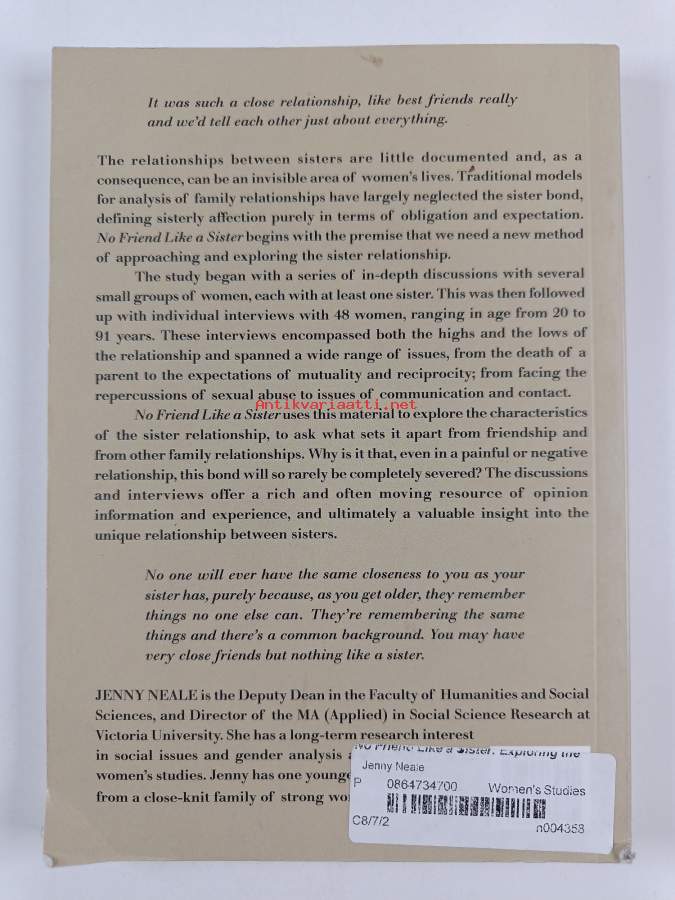 It was such a close relationship, like best friends really
and we'd tell each other just about everything.
The relationships between sisters are little documented and, as a
consequence, can be an invisible area of women's lives. Traditional models
for analysis of family relationships have largely neglected the sister bond,
defining sisterly affection purely in terms of obligation and expectation.
No Friend Like a Sister begins with the premise that we need a new method
of approaching and exploring the sister relationship.
The study began with a series of in-depth discussions with several
small groups of women, each with at least one sister. This was then followed
up with individual interviews with 48 women, ranging in age from 20 to
91 years. These interviews encompassed both the highs and the lows of
the relationship and spanned a wide range of issues, from the death of a
parent to the expectations of mutuality and reciprocity; from facing the
repercussions of sexual abuse to issues of communication and contact.
Antikvariaatti.net
No Friend Like a Sister uses this material to explore the characteristics
of the sister relationship, to ask what sets it apart from friendship and
from other family relationships. Why is it that, even in a painful or negative
relationship, this bond will so rarely be completely severed? The discussions
and interviews offer a rich and often moving resource of opinion
information and experience, and ultimately a valuable insight into the
unique relationship between sisters.
No one will ever have the same closeness to you as your
sister has, purely because, as you get older, they remember
things no one else can. They're remembering the same
things and there's a common background. You may have
very close friends but nothing like a sister.
JENNY NEALE is the Deputy Dean in the Faculty of Humanities and Social
Sciences, and Director of the MA (Applied) in Social Science Research at
Victoria University. She has a long-term research interest
in social issues and gender analysis
women's studies. Jenny has one
from a close-knit family of strong
No Friend Like a Sister: Exploring the
Jenny Neale
P 0864734700 Women's Studies
C8/7/2 n004358